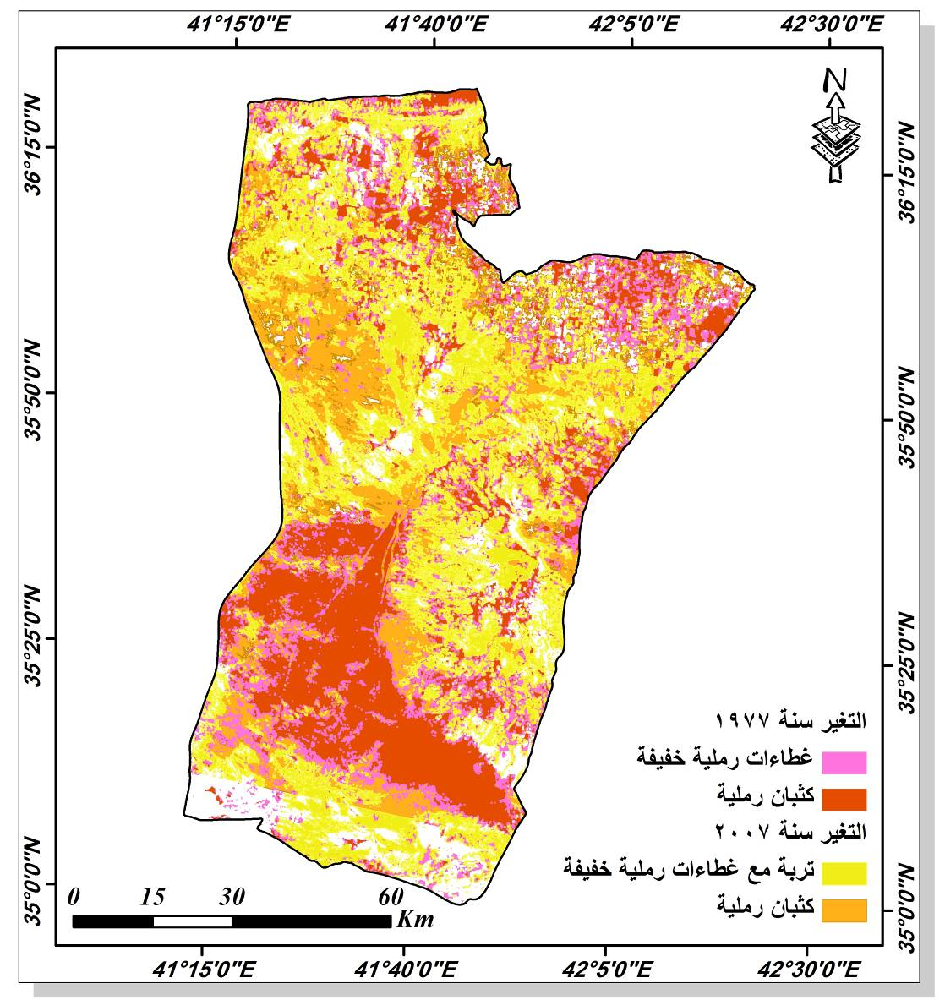 41°15'0"E 41°40'0"E 42°5'0"E 42°30'0"E
N
36°15'0"N
36°15'0"N
35°50'0"N
35°50'0"N
35°25'0"N
35°25'0"N
35°0'0"N
35°0'0"N
التغير سنة ١٩٧٧
غطاءات رملية خفيفة
كثبان رملية
التغير سنة ٢٠٠٧
تربة مع غطاءات رملية خفيفة
كثبان رملية
0 15 30 60
Km
41°15'0"E 41°40'0"E 42°5'0"E 42°30'0"E